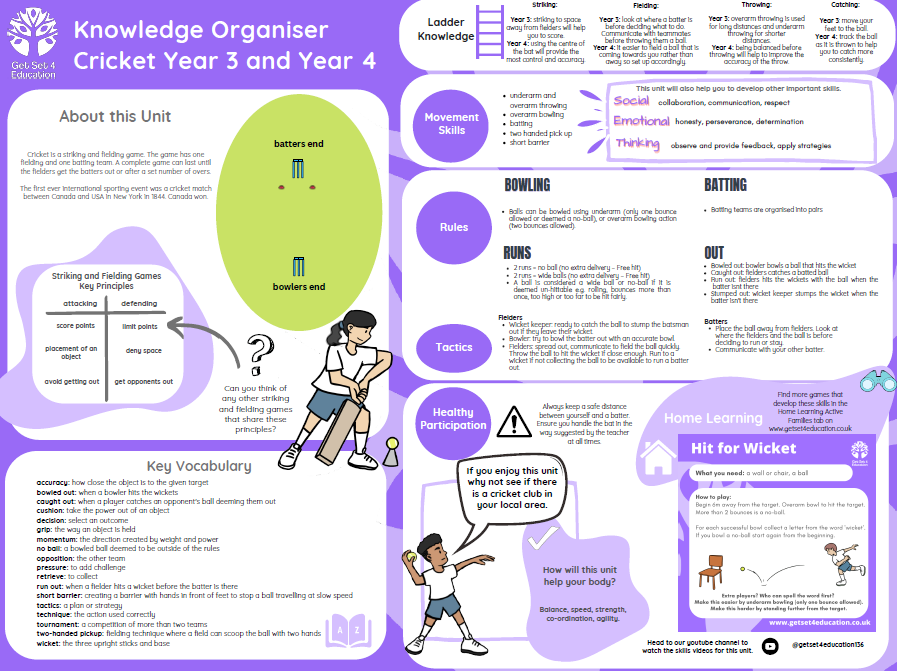 Get Set 4
Education
Knowledge Organiser
Cricket Year 3 and Year 4
About this Unit
Cricket is a striking and fielding game. The game has one
fielding and one batting team. A complete game can last until
the fielders get the batters out or after a set number of overs.
The first ever international sporting event was a cricket match
between Canada and USA in New York in 1844. Canada won.
batters end
bowlers end
Striking and Fielding Games
Key Principles
attacking
defending
score points
limit points
placement of an
object
deny space
avoid getting out
get opponents out
?
Can you think of
any other striking
and fielding games
that share these
principles?
Key Vocabulary
accuracy: how close the object is to the given target
bowled out: when a bowler hits the wickets
caught out: when a player catches an opponent's ball deeming them out
cushion: take the power out of an object
decision: select an outcome
grip: the way an object is held
momentum: the direction created by weight and power
no ball: a bowled ball deemed to be outside of the rules
opposition: the other team
pressure: to add challenge
retrieve: to collect
run out: when a fielder hits a wicket before the batter is there
short barrier: creating a barrier with hands in front of feet to stop a ball travelling at slow speed
tactics: a plan or strategy
technique: the action used correctly
tournament: a competition of more than two teams
two-handed pickup: fielding technique where a field can scoop the ball with two hands
wicket: the three upright sticks and base
A Z
Ladder
Knowledge
Striking:
Year 3: striking to space
away from fielders will help
you to score.
Year 4: using the centre of
the bat will provide the
most control and accuracy.
Fielding:
Year 3: look at where a batter is
before deciding what to do.
Communicate with teammates
before throwing them a ball.
Year 4: it easier to field a ball that is
coming towards you rather than
away so set up accordingly.
Throwing:
Year 3: overarm throwing is used
for long distances and underarm
throwing for shorter
distances.
Year 4: being balanced before
throwing will help to improve the
accuracy of the throw.
Catching:
Year 3: move your
feet to the ball.
Year 4: track the ball
as it is thrown to help
you to catch more
consistently.
Movement
Skills
• underarm and
overarm throwing
• overarm bowling
• batting
• two handed pick up
• short barrier
This unit will also help you to develop other important skills.
Social collaboration, communication, respect
Emotional honesty, perseverance, determination
Thinking observe and provide feedback, apply strategies
Rules
BOWLING
• Balls can be bowled using underarm (only one bounce
allowed or deemed a no-ball), or overarm bowling action
(two bounces allowed).
BATTING
• Batting teams are organised into pairs
RUNS
• 2 runs = no ball (no extra delivery - Free hit)
• 2 runs = wide balls (no extra delivery - Free hit)
• A ball is considered a wide ball or no-ball if it is
deemed un-hittable e.g. rolling, bounces more than
once, too high or too far to be hit fairly.
OUT
• Bowled out: bowler bowls a ball that hits the wicket
• Caught out: fielders catches a batted ball
• Run out: fielders hits the wickets with the ball when the
batter isn't there
• Stumped out: wicket keeper stumps the wicket when the
batter isn't there
Tactics
Fielders
• Wicket keeper: ready to catch the ball to stump the batsman
out if they leave their wicket.
• Bowler: try to bowl the batter out with an accurate bowl.
• Fielders: spread out, communicate to field the ball quickly.
Throw the ball to hit the wicket if close enough. Run to a
wicket if not collecting the ball to be available to run a batter
out.
Batters
• Place the ball away from fielders. Look at
where the fielders and the ball is before
deciding to run or stay.
• Communicate with your other batter.
Healthy
Participation
Always keep a safe distance
between yourself and a batter.
Ensure you handle the bat in the
way suggested by the teacher
at all times.
If you enjoy this unit
why not see if there
is a cricket club in
your local area.
How will this unit
help your body?
Balance, speed, strength,
co-ordination, agility.
Home Learning
Find more games that
develop these skills in the
Home Learning Active
Families tab on
www.getset4education.co.uk
Hit for Wicket
What you need: a wall or chair, a ball
How to play:
Begin 6m away from the target. Overarm bowl to hit the target.
More than 2 bounces is a no-ball.
For each successful bowl collect a letter from the word 'wicket'.
If you bowl a no-ball start again from the beginning.
Extra players? Who can spell the word first?
Make this easier by underarm bowling (only one bounce allowed).
Make this harder by standing further from the target.
www.getset4education.co.uk
Head to our youtube channel to
watch the skills videos for this unit.
@getset4education136